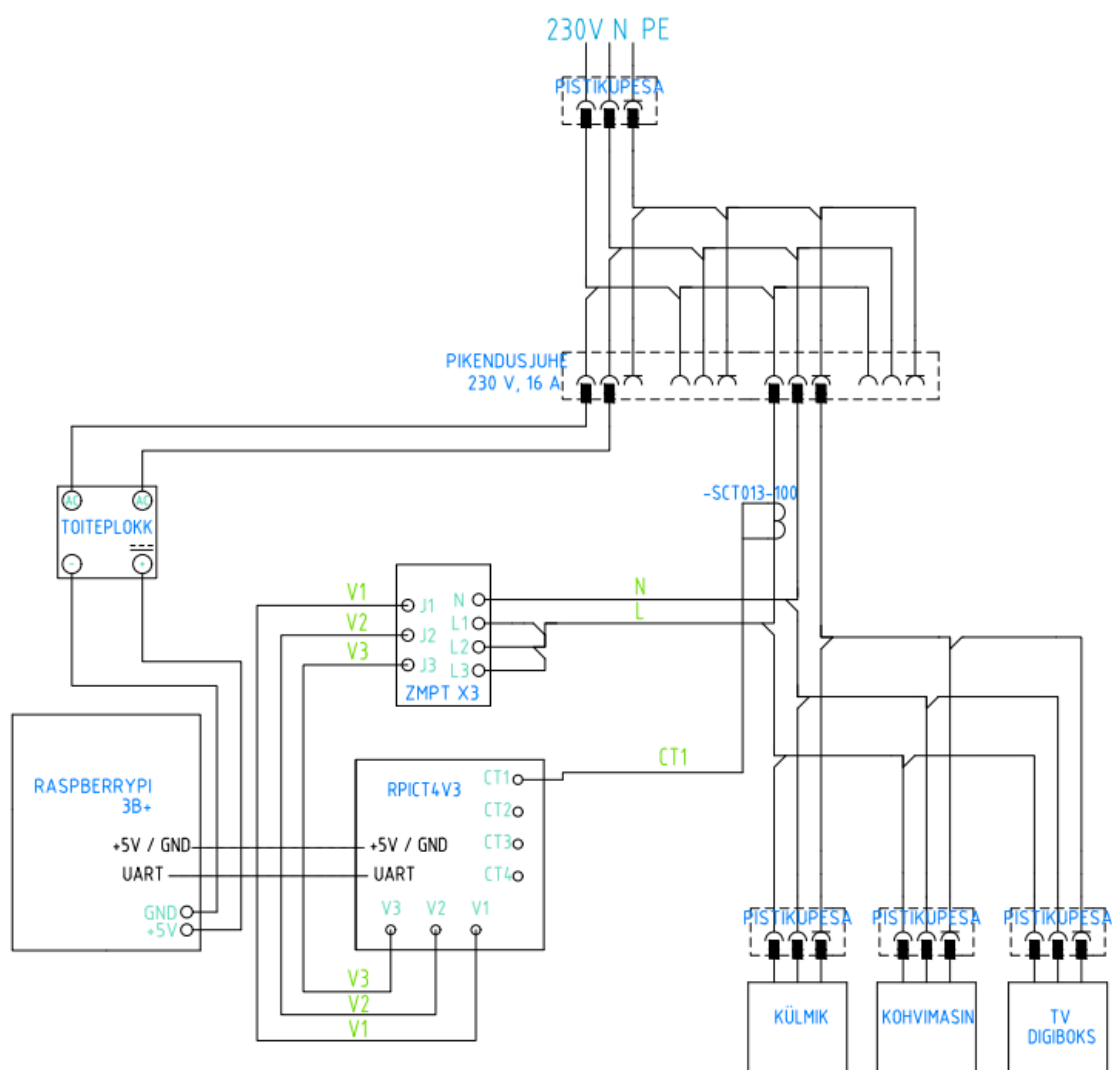 230V N PE
PISTIKUPESA
PIKENDUSJUHE
230 V, 16 A
-SCT013-100
AC AC
TOITEPLOKK
- +
V1
V2
V3
J1
J2
J3
N
L1
L2
L3
ZMPT X3
N
L
RASPBERRYPI
3B+
+5V / GND
UART
GND
+5V
RPICT4V3
CT1
CT2
CT3
CT4
+5V / GND
UART
V3 V2 V1
CT1
V3
V2
V1
PISTIKUPESA PISTIKUPESA PISTIKUPESA
KÜLMIK
KOHVIMASIN
TV
DIGIBOKS